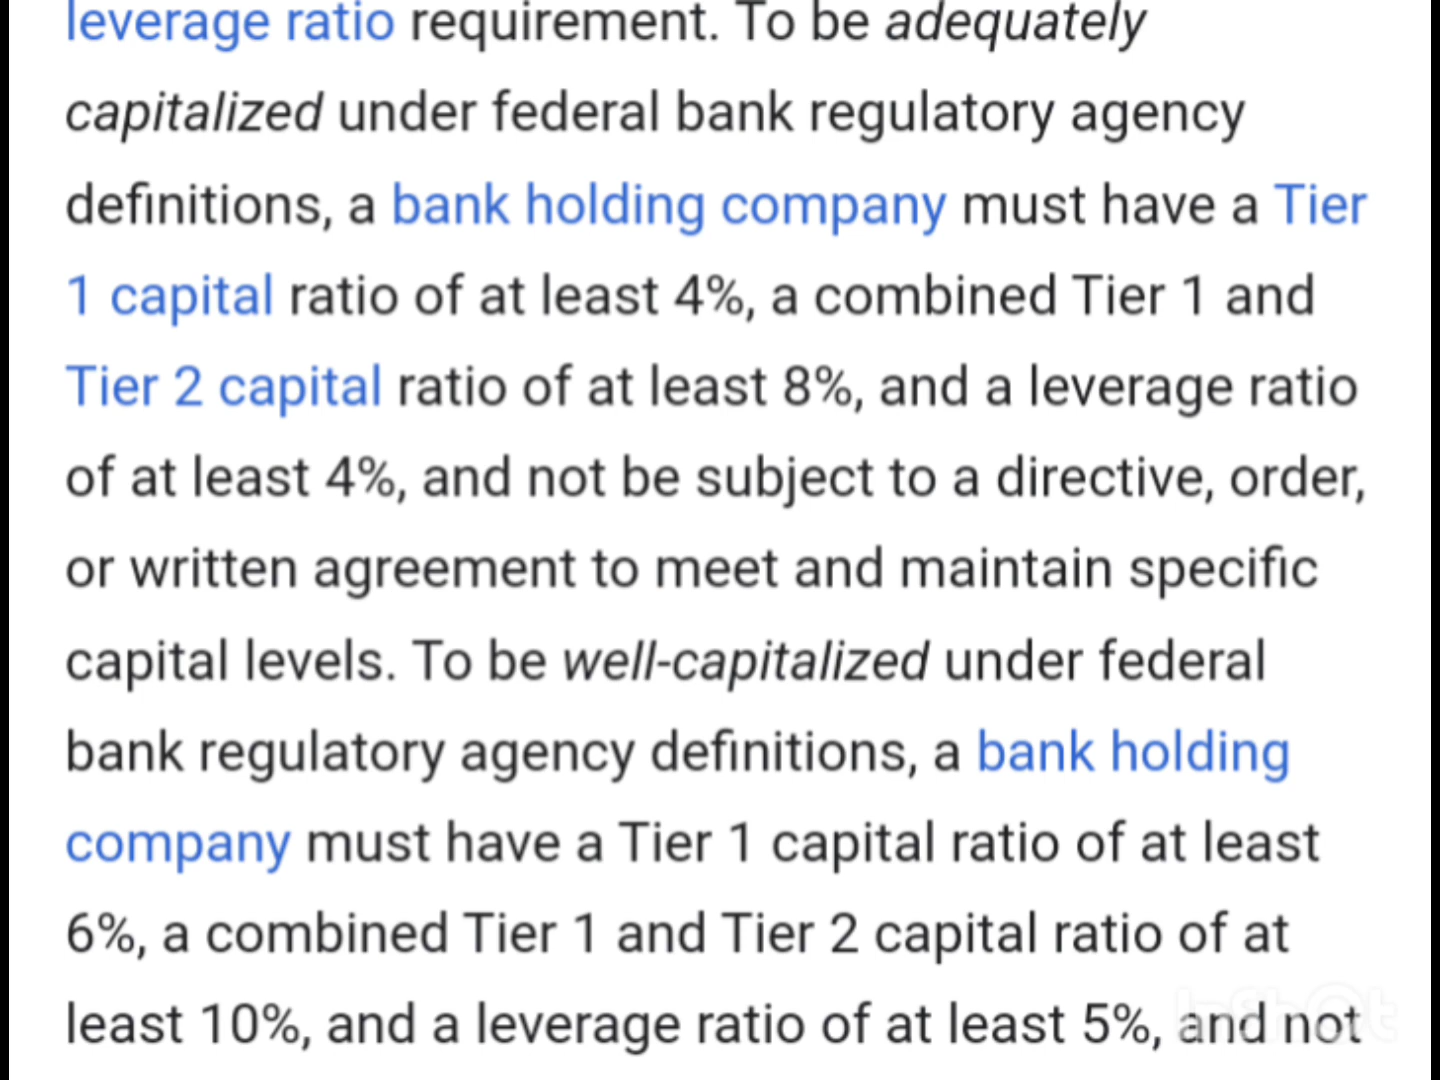 leverage ratio requirement. To be adequately
capitalized under federal bank regulatory agency
definitions, a bank holding company must have a Tier
1 capital ratio of at least 4%, a combined Tier 1 and
Tier 2 capital ratio of at least 8%, and a leverage ratio
of at least 4%, and not be subject to a directive, order,
or written agreement to meet and maintain specific
capital levels. To be well-capitalized under federal
bank regulatory agency definitions, a bank holding
company must have a Tier 1 capital ratio of at least
6%, a combined Tier 1 and Tier 2 capital ratio of at
least 10%, and a leverage ratio of at least 5%, and not
InShOt